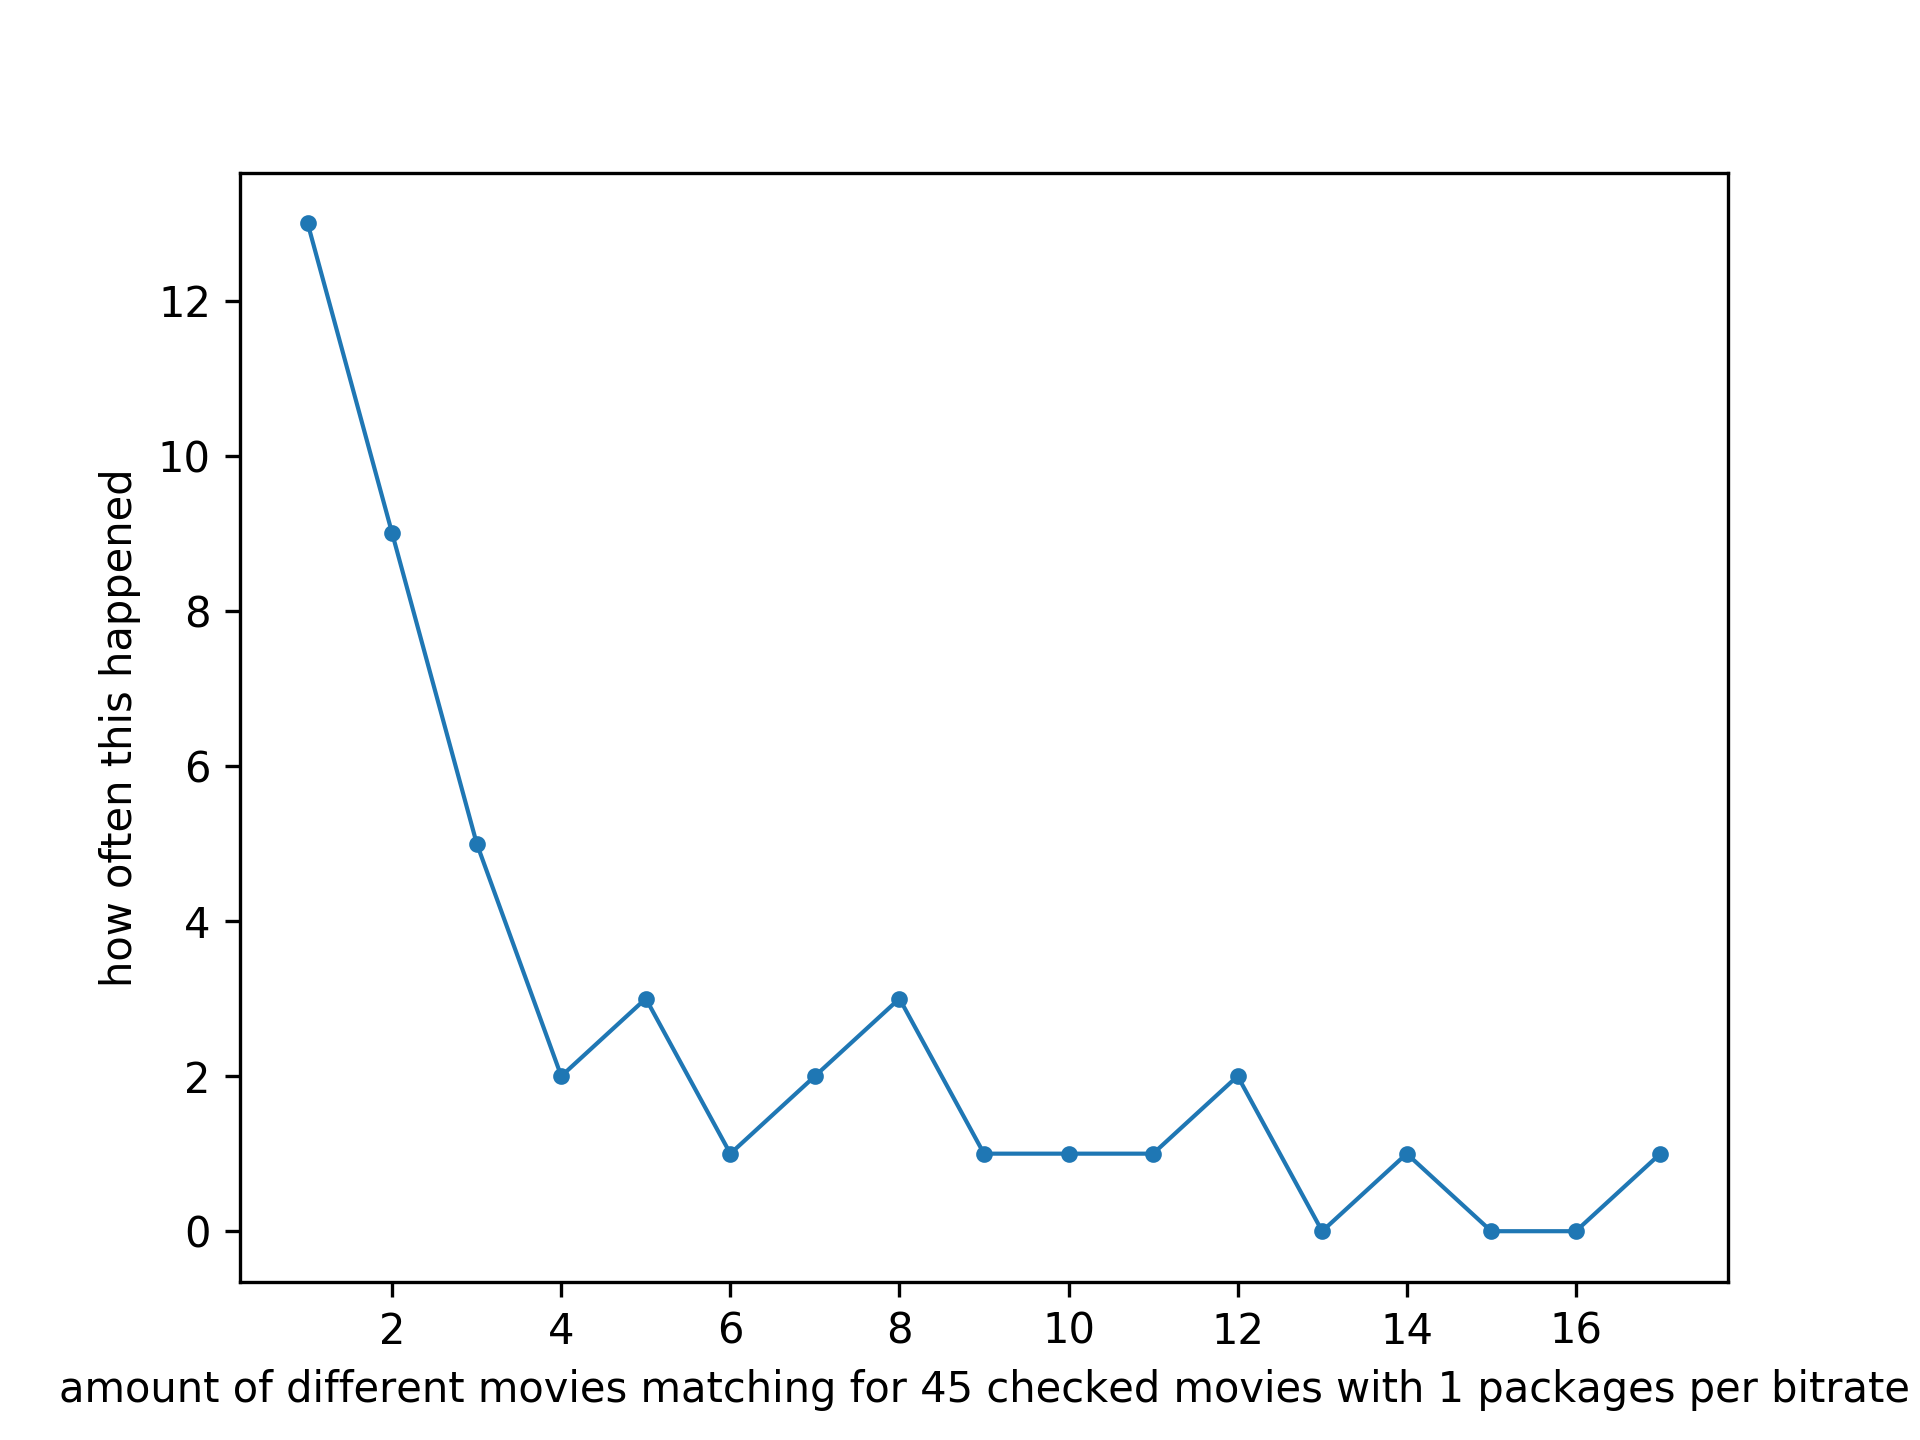 how often this happened
12
10
8
6
4
2
0
2 4 6 8 10 12 14 16
amount of different movies matching for 45 checked movies with 1 packages per bitrate